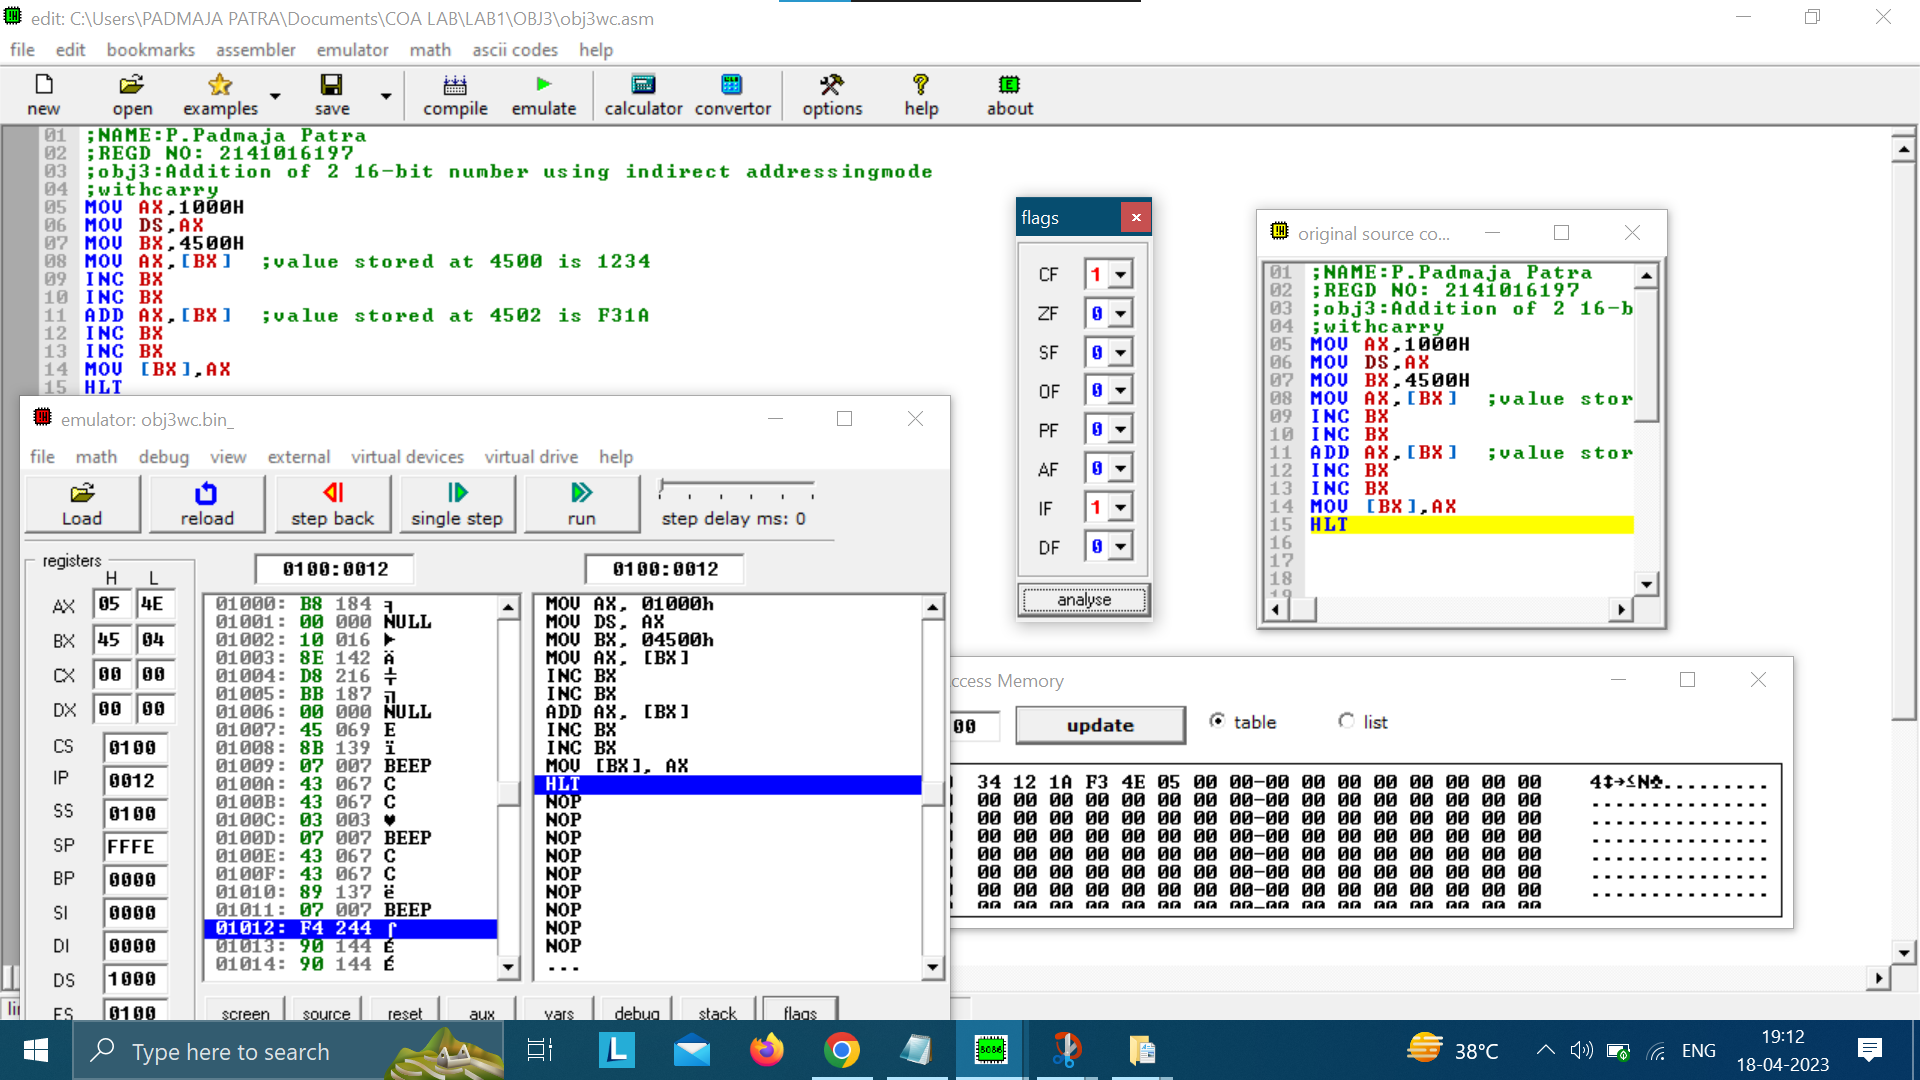 edit: C:\Users\PADMAJA PATRA\Documents\COA LAB\LAB1\OBJ3\obj3wc.asm
file edit bookmarks assembler emulator math ascii codes help
new open examples save compile emulate calculator convertor options help about
01 ;NAME:P.Padmaja Patra
02 ;REGD NO: 2141016197
03 ;obj3:Addition of 2 16-bit number using indirect addressingmode
04 ;withcarry
05 MOV AX,1000H
06 MOV DS,AX
07 MOV BX,4500H
08 MOV AX,[BX] ;value stored at 4500 is 1234
09 INC BX
10 INC BX
11 ADD AX,[BX] ;value stored at 4502 is F31A
12 INC BX
13 INC BX
14 MOV [BX],AX
15 HLT
flags
CF 1
ZF 0
SF 0
OF 0
PF 0
AF 0
IF 1
DF 0
analyse
original source co...
01 ;NAME:P.Padmaja Patra
02 ;REGD NO: 2141016197
03 ;obj3:Addition of 2 16-b
04 ;withcarry
05 MOV AX,1000H
06 MOV DS,AX
07 MOV BX,4500H
08 MOV AX,[BX] ;value stor
09 INC BX
10 INC BX
11 ADD AX,[BX] ;value stor
12 INC BX
13 INC BX
14 MOV [BX],AX
15 HLT
16
17
18
19
emulator: obj3wc.bin_
file math debug view external virtual devices virtual drive help
Load reload step back single step run step delay ms: 0
registers
H L
AX 05 4E
BX 45 04
CX 00 00
DX 00 00
CS 0100
IP 0012
SS 0100
SP FFFE
BP 0000
SI 0000
DI 0000
DS 1000
ES 0100
0100:0012 0100:0012
01000: B8 184 ╕
01001: 00 000 NULL
01002: 10 016 ►
01003: 8E 142 Ä
01004: D8 216 ╪
01005: BB 187 ╗
01006: 00 000 NULL
01007: 45 069 E
01008: 8B 139 ï
01009: 07 007 BEEP
0100A: 43 067 C
0100B: 43 067 C
0100C: 03 003 ♥
0100D: 07 007 BEEP
0100E: 43 067 C
0100F: 43 067 C
01010: 89 137 ë
01011: 07 007 BEEP
01012: F4 244 ⌠
01013: 90 144 É
01014: 90 144 É
MOV AX, 01000h
MOV DS, AX
MOV BX, 04500h
MOV AX, [BX]
INC BX
INC BX
ADD AX, [BX]
INC BX
INC BX
MOV [BX], AX
HLT
NOP
NOP
NOP
NOP
NOP
NOP
NOP
NOP
NOP
...
screen source reset aux vars debug stack flags
ccess Memory
00 update table list
34 12 1A F3 4E 05 00 00-00 00 00 00 00 00 00 00 4↕→≤N♣..........
00 00 00 00 00 00 00 00-00 00 00 00 00 00 00 00 ................
00 00 00 00 00 00 00 00-00 00 00 00 00 00 00 00 ................
00 00 00 00 00 00 00 00-00 00 00 00 00 00 00 00 ................
00 00 00 00 00 00 00 00-00 00 00 00 00 00 00 00 ................
00 00 00 00 00 00 00 00-00 00 00 00 00 00 00 00 ................
00 00 00 00 00 00 00 00-00 00 00 00 00 00 00 00 ................
00 00 00 00 00 00 00 00-00 00 00 00 00 00 00 00
Type here to search
L
8086
38°C
ENG
19:12
18-04-2023